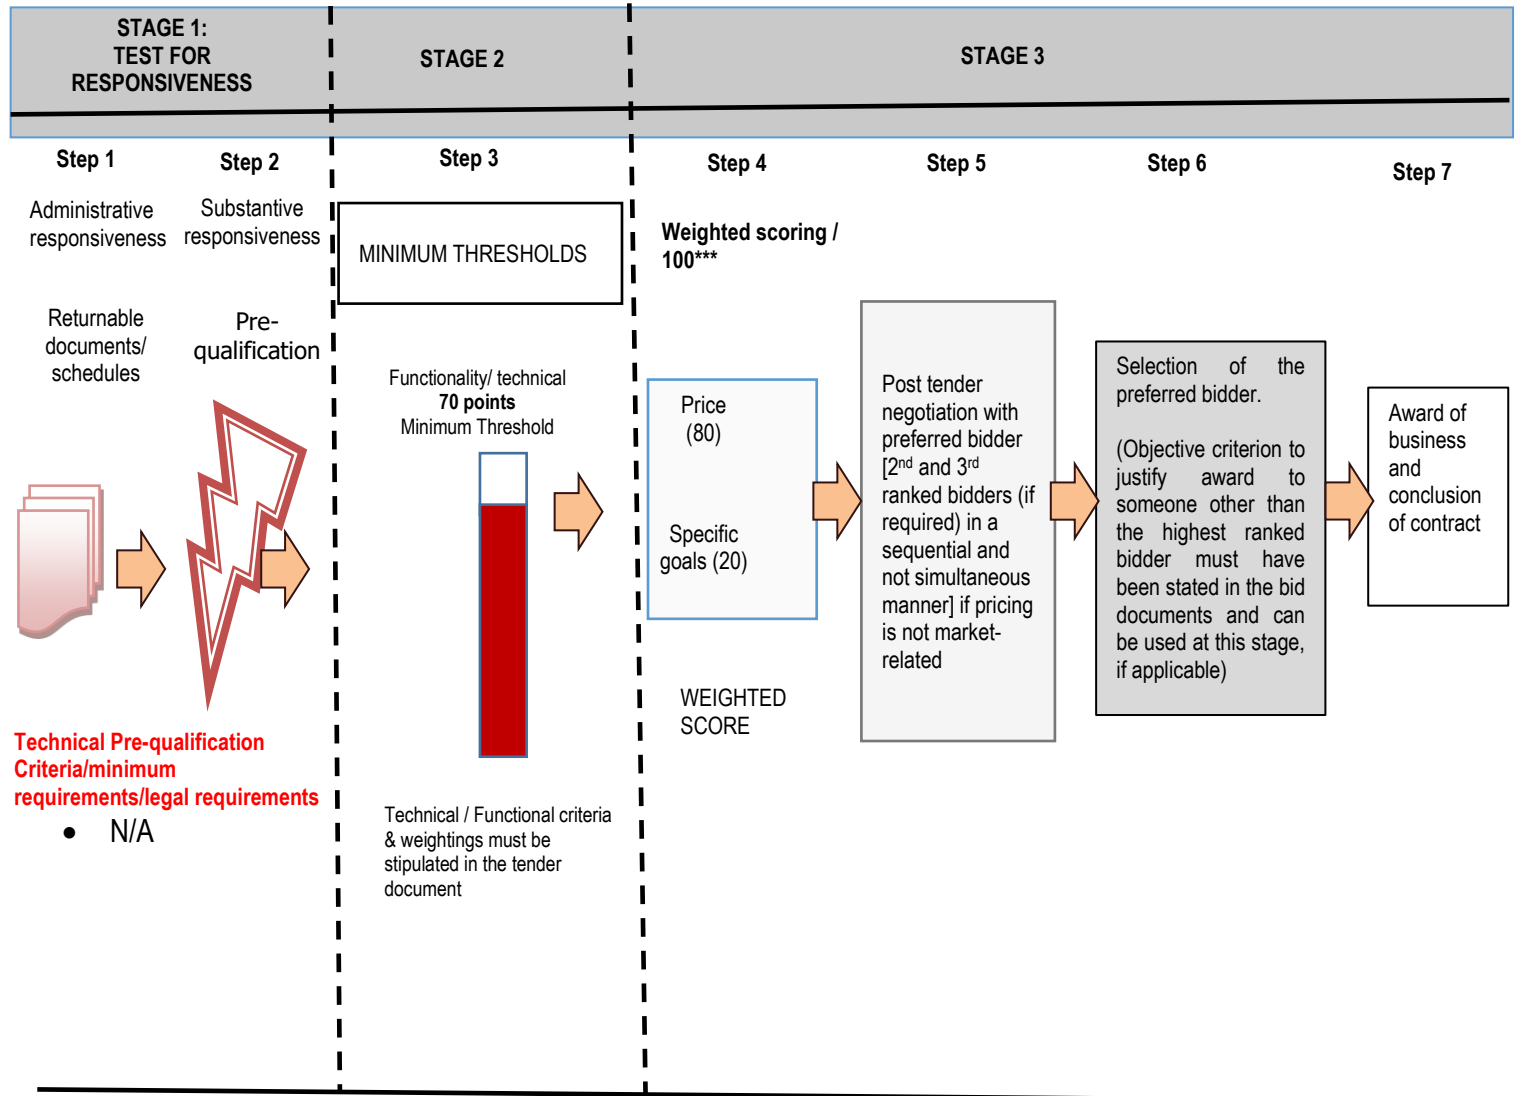 STAGE 1:
TEST FOR
RESPONSIVENESS
STAGE 2
STAGE 3
Step 1
Step 2
Step 3
Step 4
Step 5
Step 6
Step 7
Administrative
responsiveness
Substantive
responsiveness
MINIMUM THRESHOLDS
Weighted scoring /
100***
Returnable
documents/
schedules
Pre-
qualification
Functionality/ technical
70 points
Minimum Threshold
Price
(80)
Specific
goals (20)
WEIGHTED
SCORE
Post tender
negotiation with
preferred bidder
[2nd and 3rd
ranked bidders (if
required) in a
sequential and
not simultaneous
manner] if pricing
is not market-
related
Selection of the
preferred bidder.
(Objective criterion to
justify award to
someone other than
the highest ranked
bidder must have
been stated in the bid
documents and can
be used at this stage,
if applicable)
Award of
business
and
conclusion
of contract
Technical Pre-qualification
Criteria/minimum
requirements/legal requirements
• N/A
Technical / Functional criteria
& weightings must be
stipulated in the tender
document